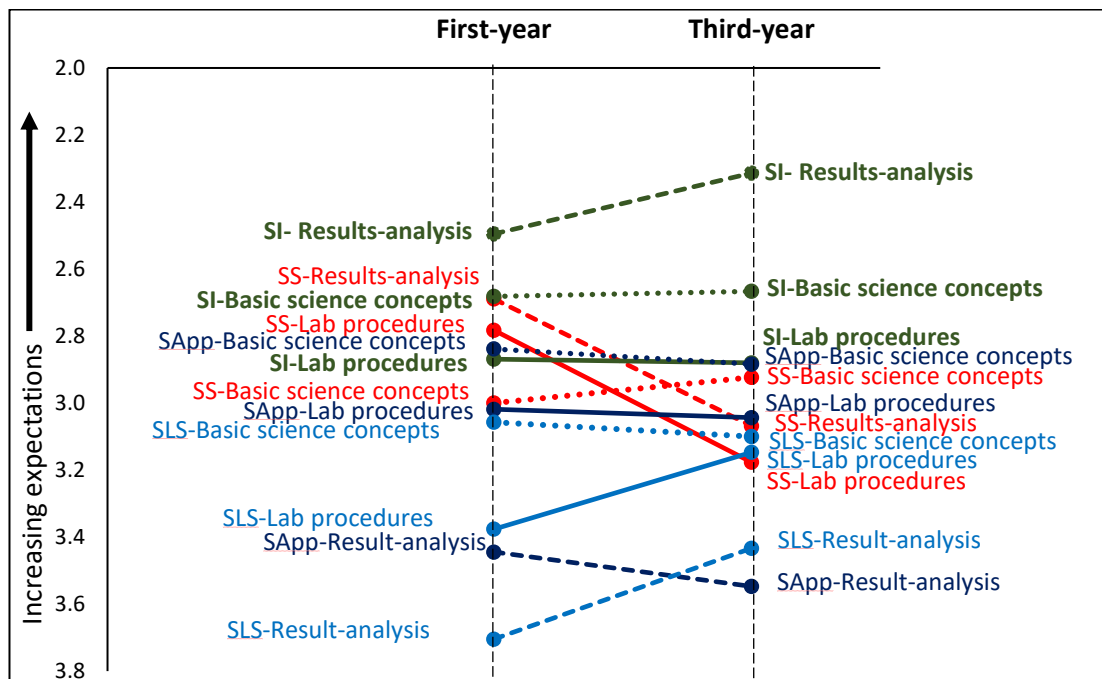 First-year Third-year
2.0
2.2
2.4
2.6
2.8
3.0
3.2
3.4
3.6
3.8
Increasing expectations
SI- Results-analysis
SS-Results-analysis
SI-Basic science concepts
SS-Lab procedures
SApp-Basic science concepts
SI-Lab procedures
SS-Basic science concepts
SApp-Lab procedures
SLS-Basic science concepts
SLS-Lab procedures
SApp-Result-analysis
SLS-Result-analysis
SI- Results-analysis
SI-Basic science concepts
SI-Lab procedures
SApp-Basic science concepts
SS-Basic science concepts
SApp-Lab procedures
SS-Results-analysis
SLS-Basic science concepts
SLS-Lab procedures
SS-Lab procedures
SLS-Result-analysis
SApp-Result-analysis